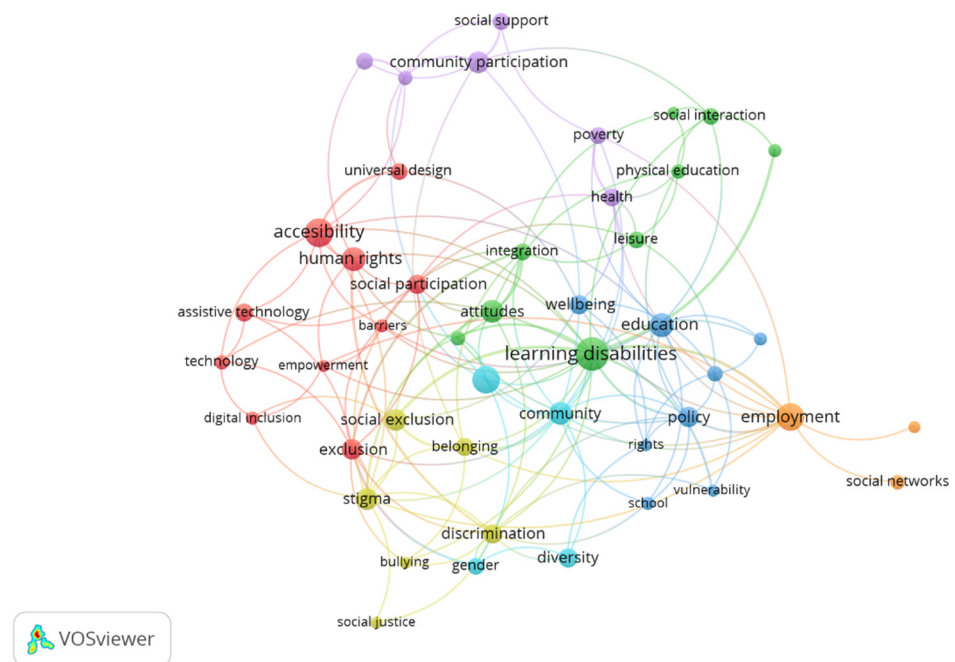 social support
community participation
social interaction
poverty
universal design
physical education
health
accesibility
leisure
integration
human rights
social participation
wellbeing
assistive technology
attitudes
barriers
education
learning disabilities
technology
empowerment
community
digital inclusion
social exclusion
policy
employment
belonging
rights
exclusion
social networks
vulnerability
stigma
school
discrimination
diversity
bullying
gender
social justice
VOSviewer